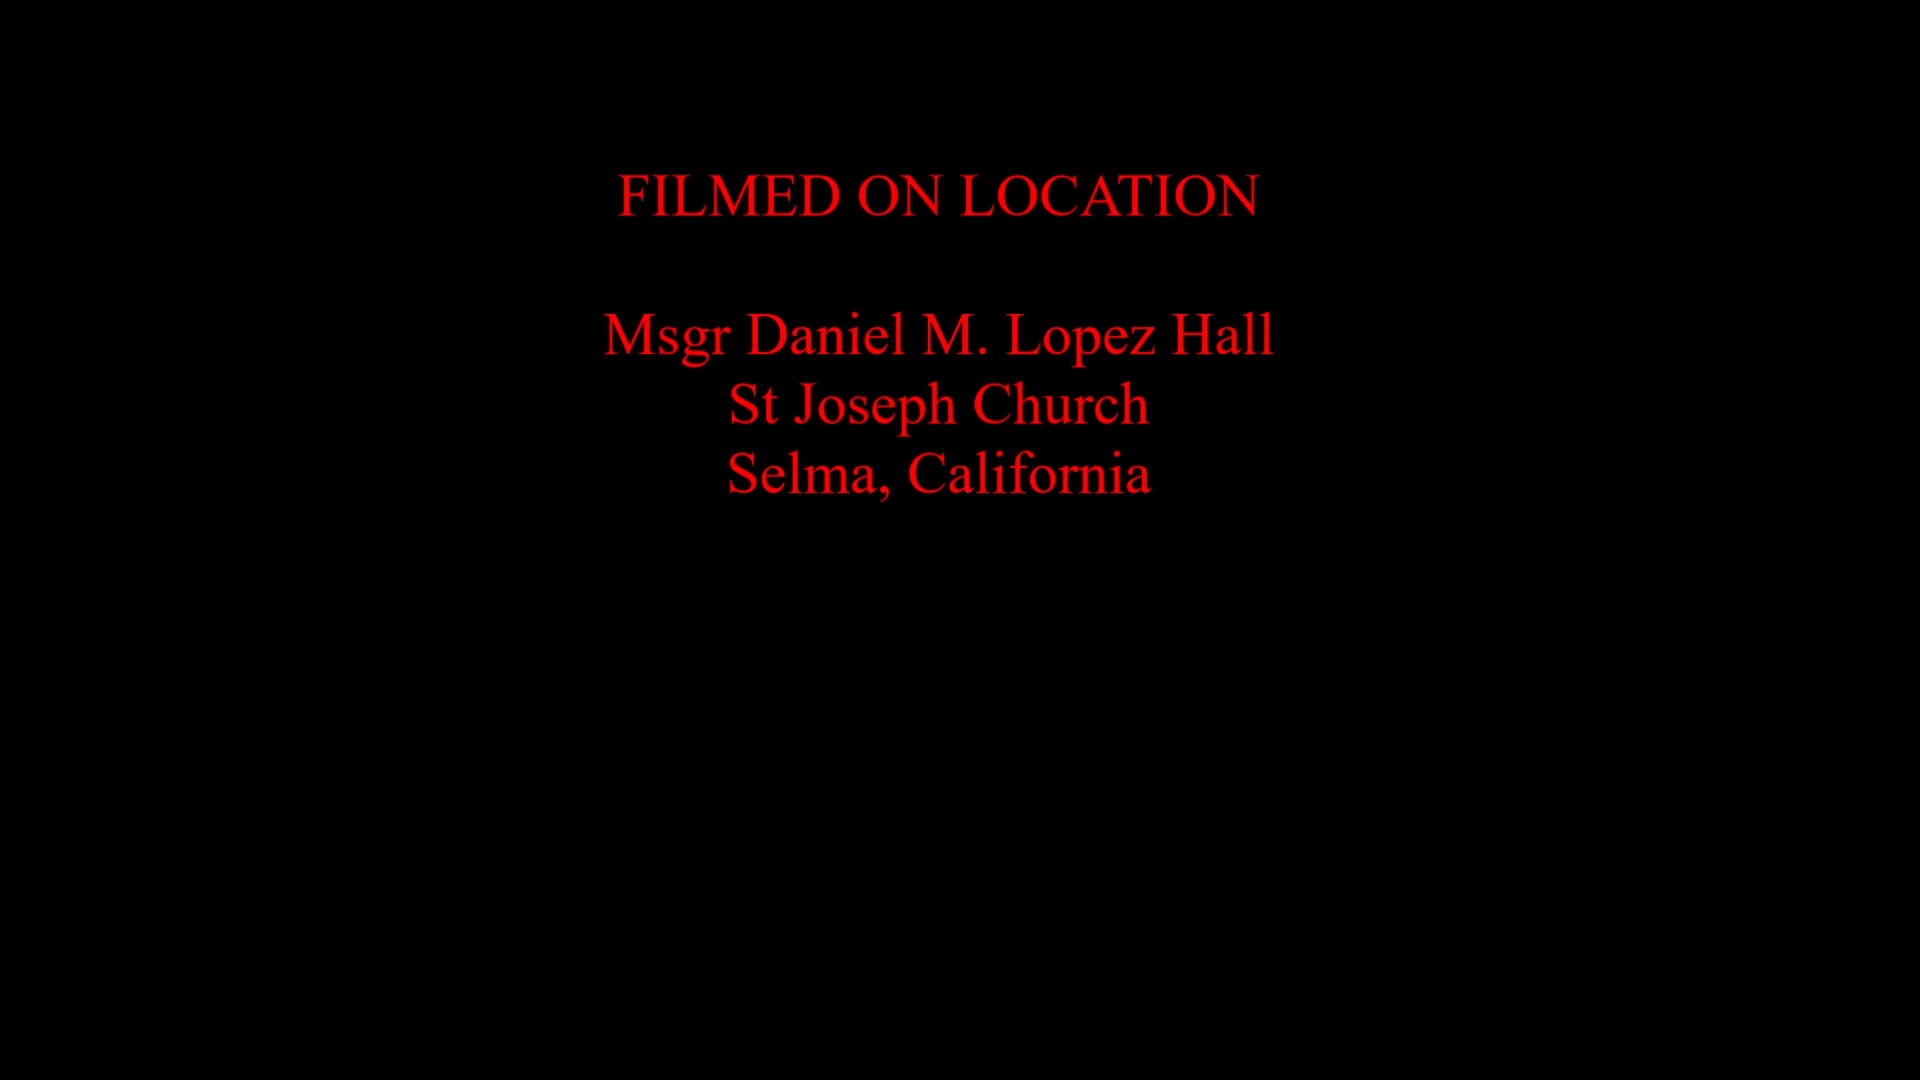 FILMED ON LOCATION
Msgr Daniel M. Lopez Hall
St Joseph Church
Selma, California